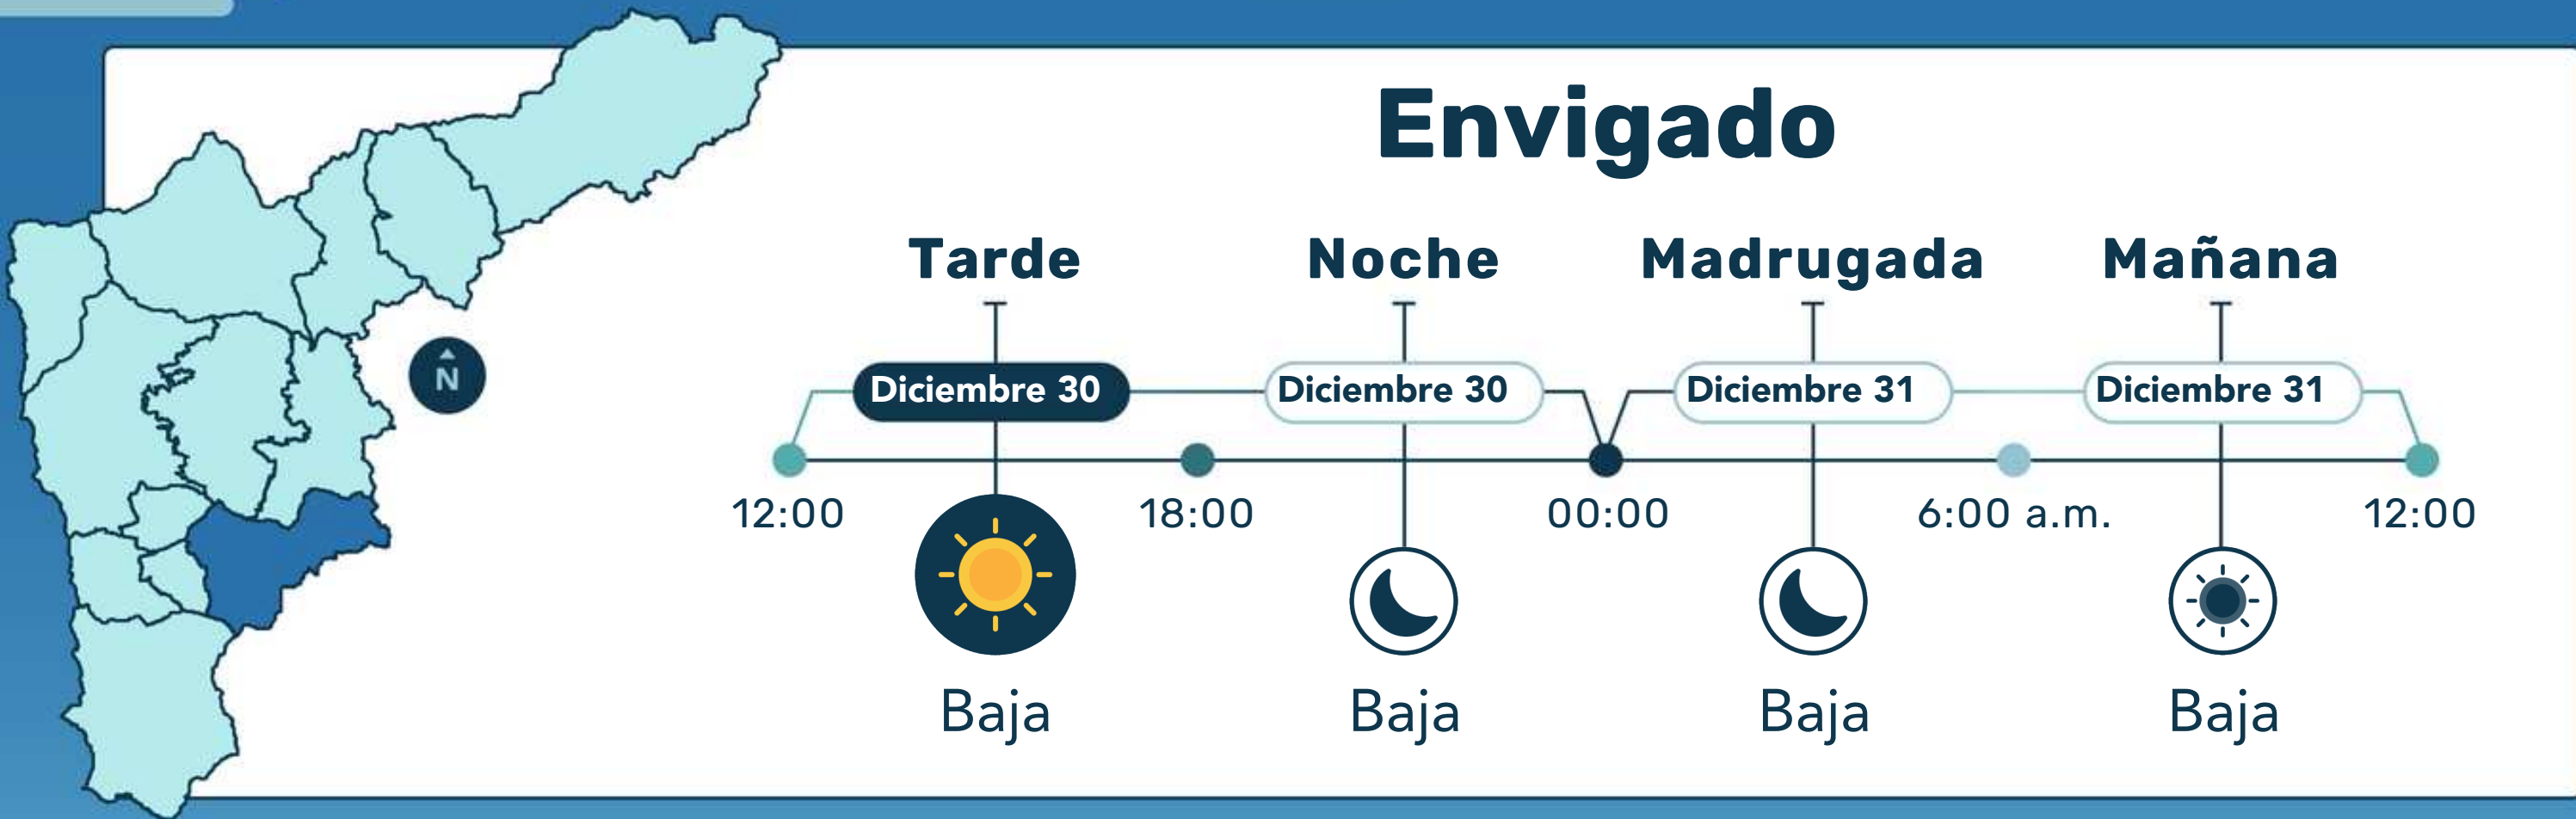 Envigado
Tarde Noche Madrugada Mañana
N
Diciembre 30 Diciembre 30 Diciembre 31 Diciembre 31
12:00 18:00 00:00 6:00 a.m. 12:00
Baja Baja Baja Baja